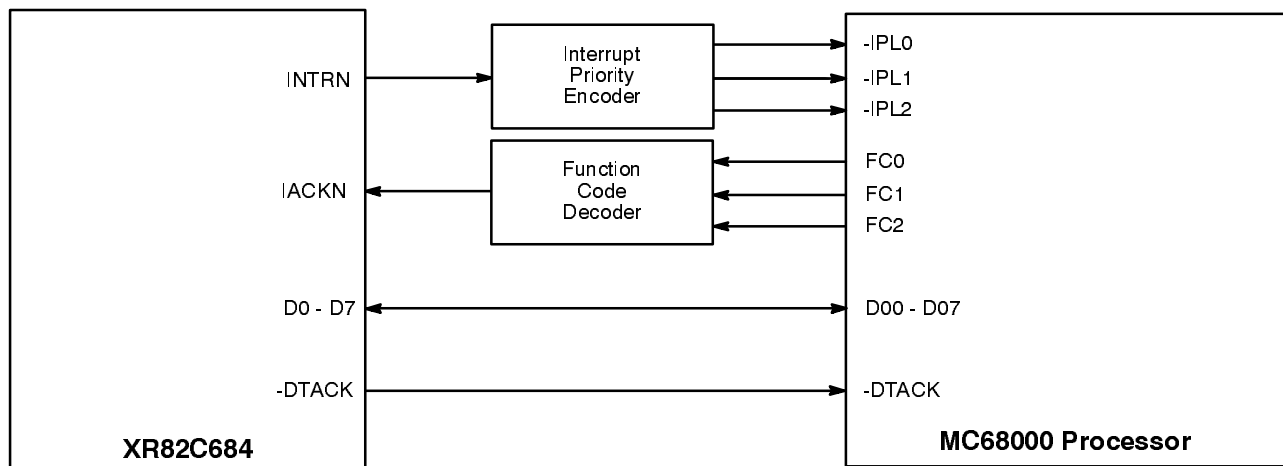 INTRN
IACKN
D0 - D7
-DTACK
XR82C684
Interrupt
Priority
Encoder
Function
Code
Decoder
-IPL0
-IPL1
-IPL2
FC0
FC1
FC2
D00 - D07
-DTACK
MC68000 Processor